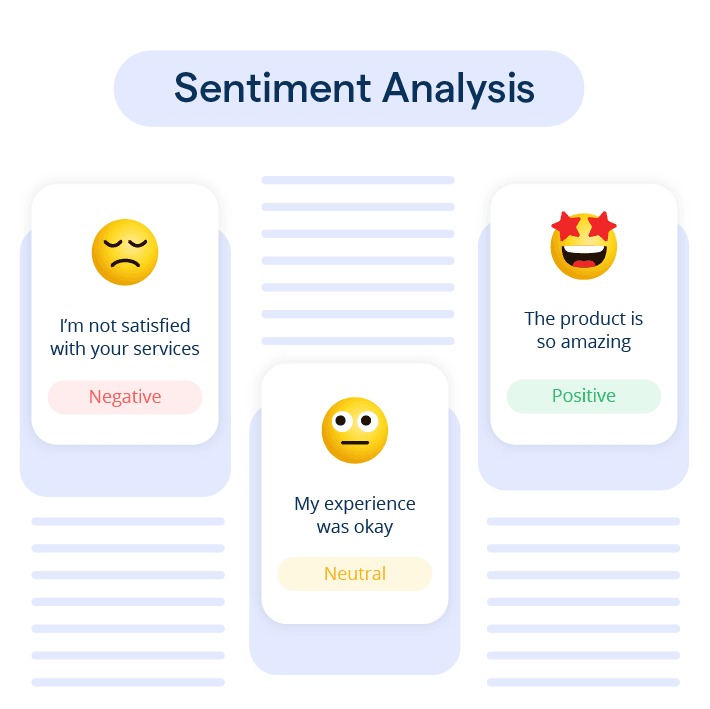 Sentiment Analysis
I’m not satisfied
with your services
Negative
My experience
was okay
Neutral
The product is
so amazing
Positive